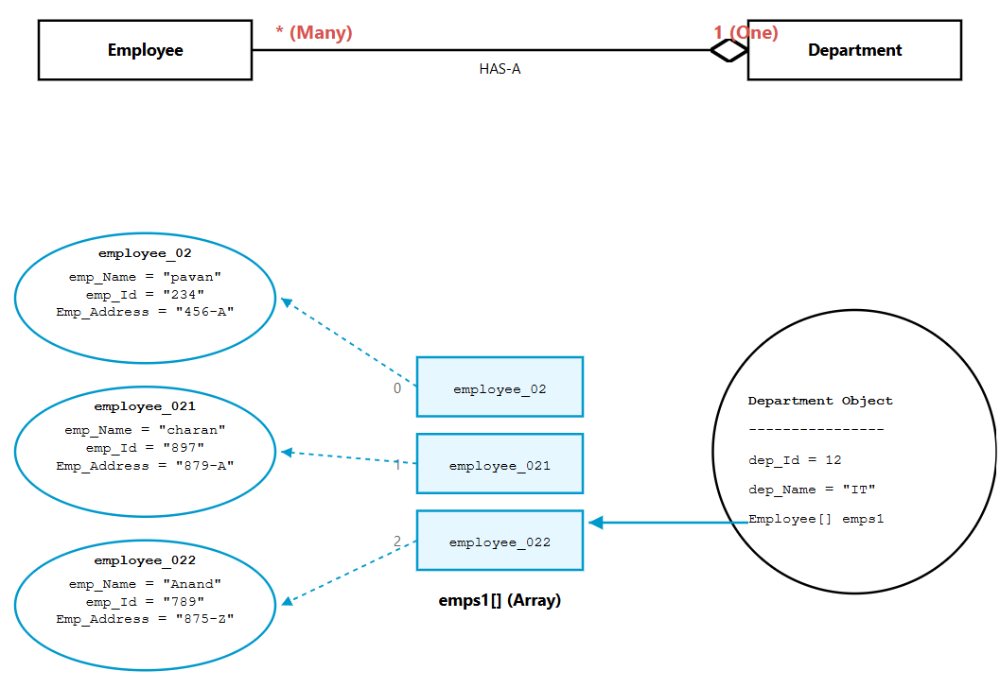 * (Many)
1 (One)
Employee
Department
HAS-A
employee_02
emp_Name = "pavan"
emp_Id = "234"
Emp_Address = "456-A"
employee_021
emp_Name = "charan"
emp_Id = "897"
Emp_Address = "879-A"
employee_022
emp_Name = "Anand"
emp_Id = "789"
Emp_Address = "875-Z"
0
employee_02
1
employee_021
2
employee_022
emps1[] (Array)
Department Object
----------------
dep_Id = 12
dep_Name = "IT"
Employee[] emps1